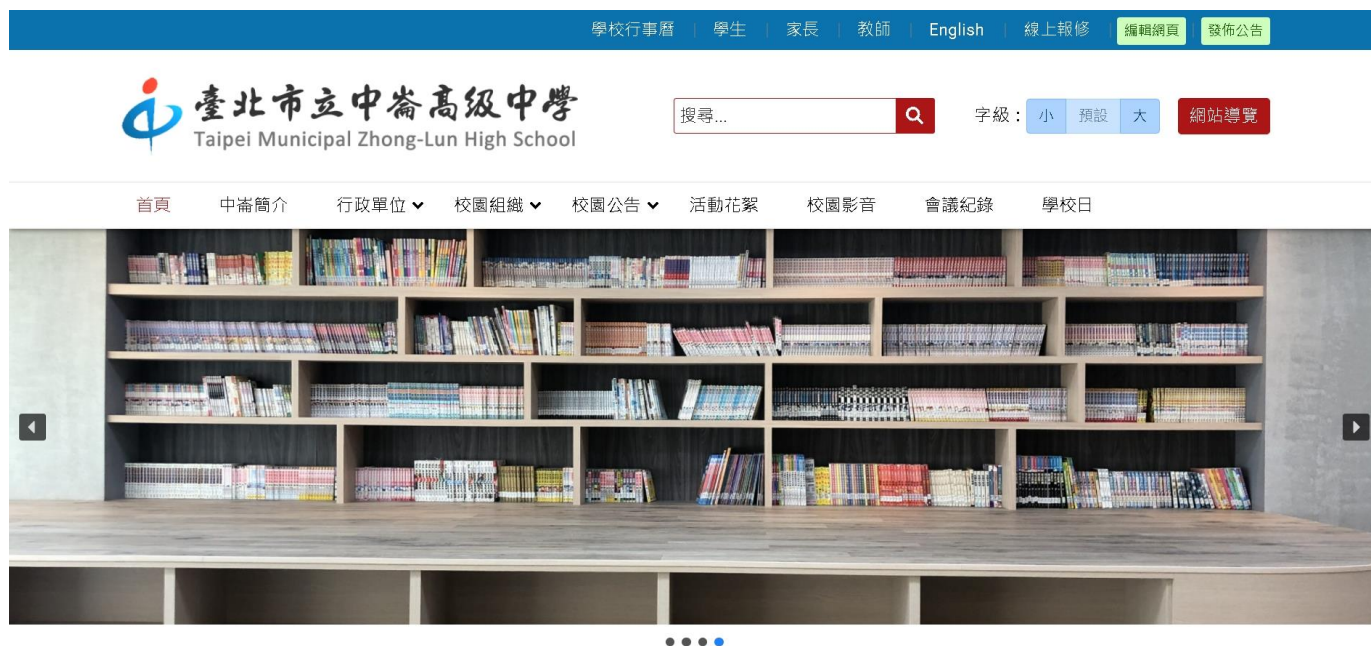 學校行事曆 | 學生 | 家長 | 教師 | English | 線上報修 | 編輯網頁 | 發佈公告
臺北市立中崙高級中學
Taipei Municipal Zhong-Lun High School
搜尋...
字級： 小 預設 大
網站導覽
首頁 中崙簡介 行政單位 校園組織 校園公告 活動花絮 校園影音 會議紀錄 學校日